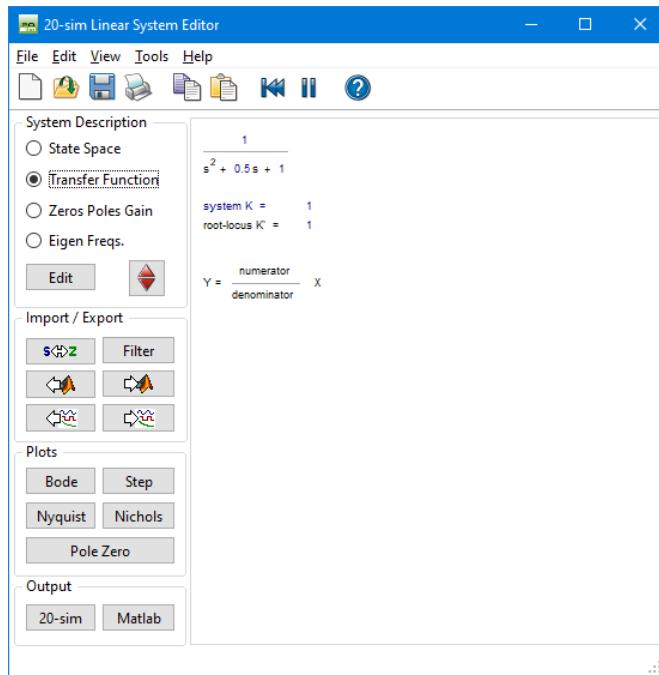 20-sim Linear System Editor
File Edit View Tools Help
System Description
State Space
Transfer Function
Zeros Poles Gain
Eigen Freqs.
Edit
Import / Export
s⇔z Filter
Plots
Bode Step
Nyquist Nichols
Pole Zero
Output
20-sim Matlab
1
s² + 0.5 s + 1
system K = 1
root-locus K' = 1
numerator
Y = X
denominator